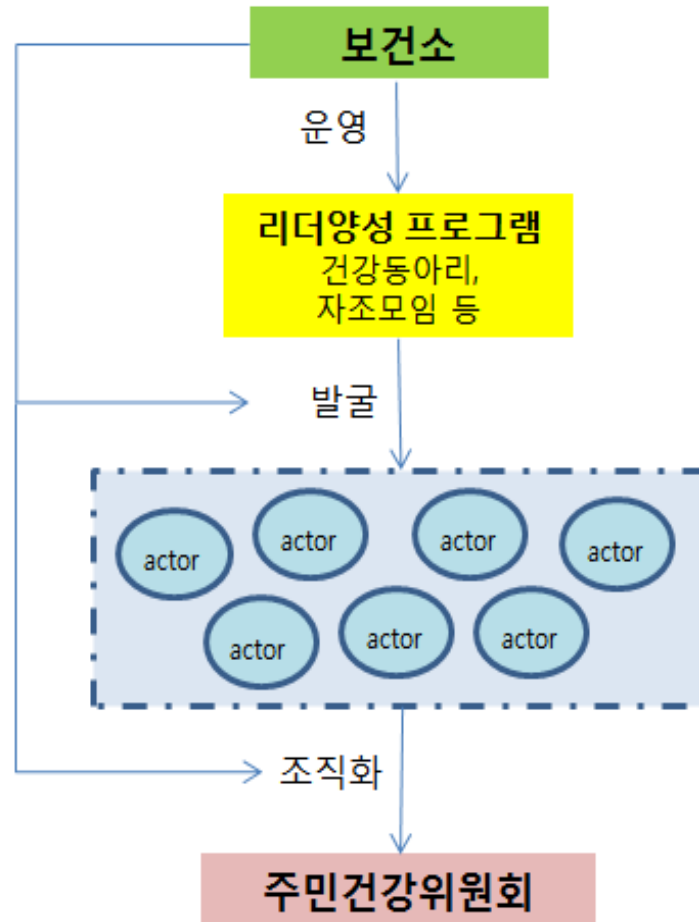 보건소
운영
리더양성 프로그램
건강동아리,
자조모임 등
발굴
actor
actor
actor
actor
actor
actor
actor
조직화
주민건강위원회